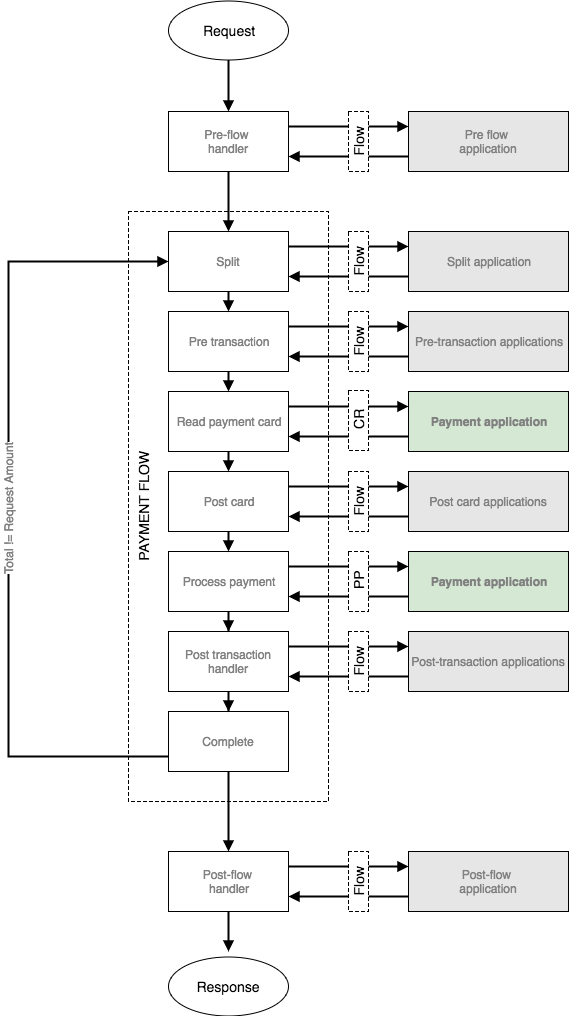 Request
Pre-flow
handler
Flow
Pre flow
application
Split
Flow
Split application
Pre transaction
Flow
Pre-transaction applications
Read payment card
CR
Payment application
Total != Request Amount
PAYMENT FLOW
Post card
Flow
Post card applications
Process payment
PP
Payment application
Post transaction
handler
Flow
Post-transaction applications
Complete
Post-flow
handler
Flow
Post-flow
application
Response